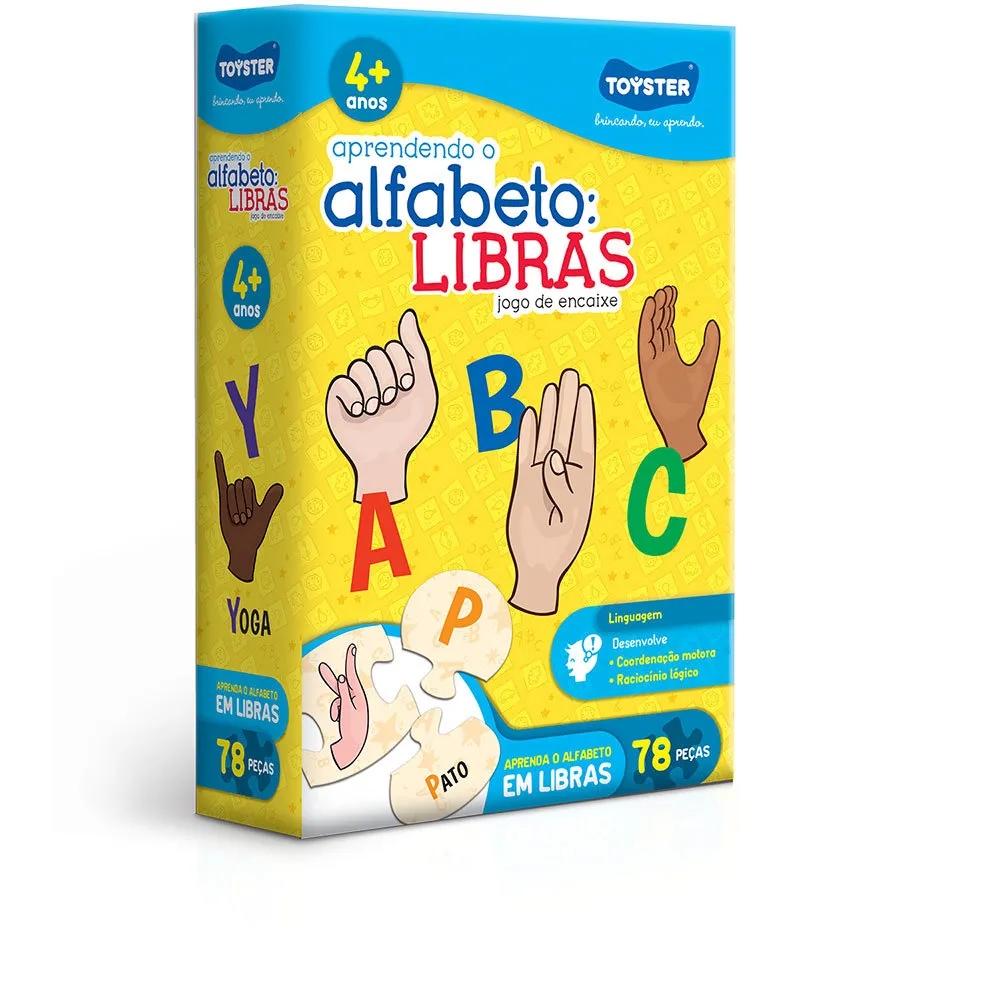 TOYSTER
brincando, eu aprendo.
aprendendo o
alfabeto:
LIBRAS
jogo de encaixe
4+
anos
Y
YOGA
APRENDA O ALFABETO
EM LIBRAS
78 PEÇAS
4+
anos
TOYSTER
brincando, eu aprendo.
aprendendo o
alfabeto:
LIBRAS
jogo de encaixe
A
B
C
P
PATO
Linguagem
Desenvolve
• Coordenação motora
• Raciocínio lógico
APRENDA O ALFABETO
EM LIBRAS
78 PEÇAS